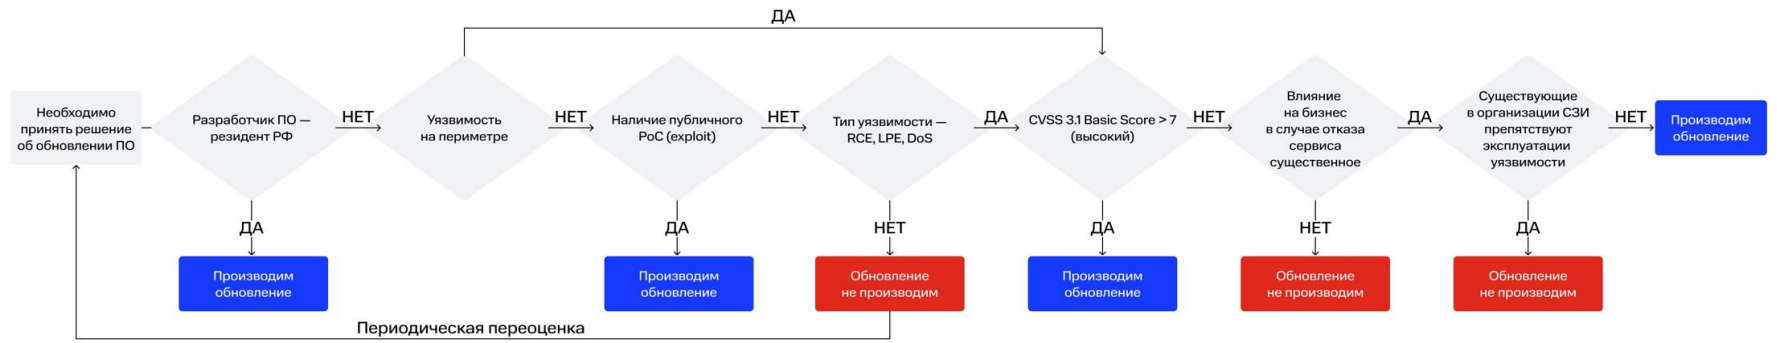 ДА
Необходимо
принять решение
об обновлении ПО
Разработчик ПО —
резидент РФ
НЕТ
Уязвимость
на периметре
НЕТ
Наличие публичного
PoC (exploit)
НЕТ
Тип уязвимости —
RCE, LPE, DoS
ДА
CVSS 3.1 Basic Score > 7
(высокий)
НЕТ
Влияние
на бизнес
в случае отказа
сервиса
существенное
ДА
Существующие
в организации СЗИ
препятствуют
эксплуатации
уязвимости
НЕТ
Производим
обновление
ДА
ДА
НЕТ
ДА
НЕТ
ДА
Производим
обновление
Производим
обновление
Обновление
не производим
Производим
обновление
Обновление
не производим
Обновление
не производим
Периодическая переоценка